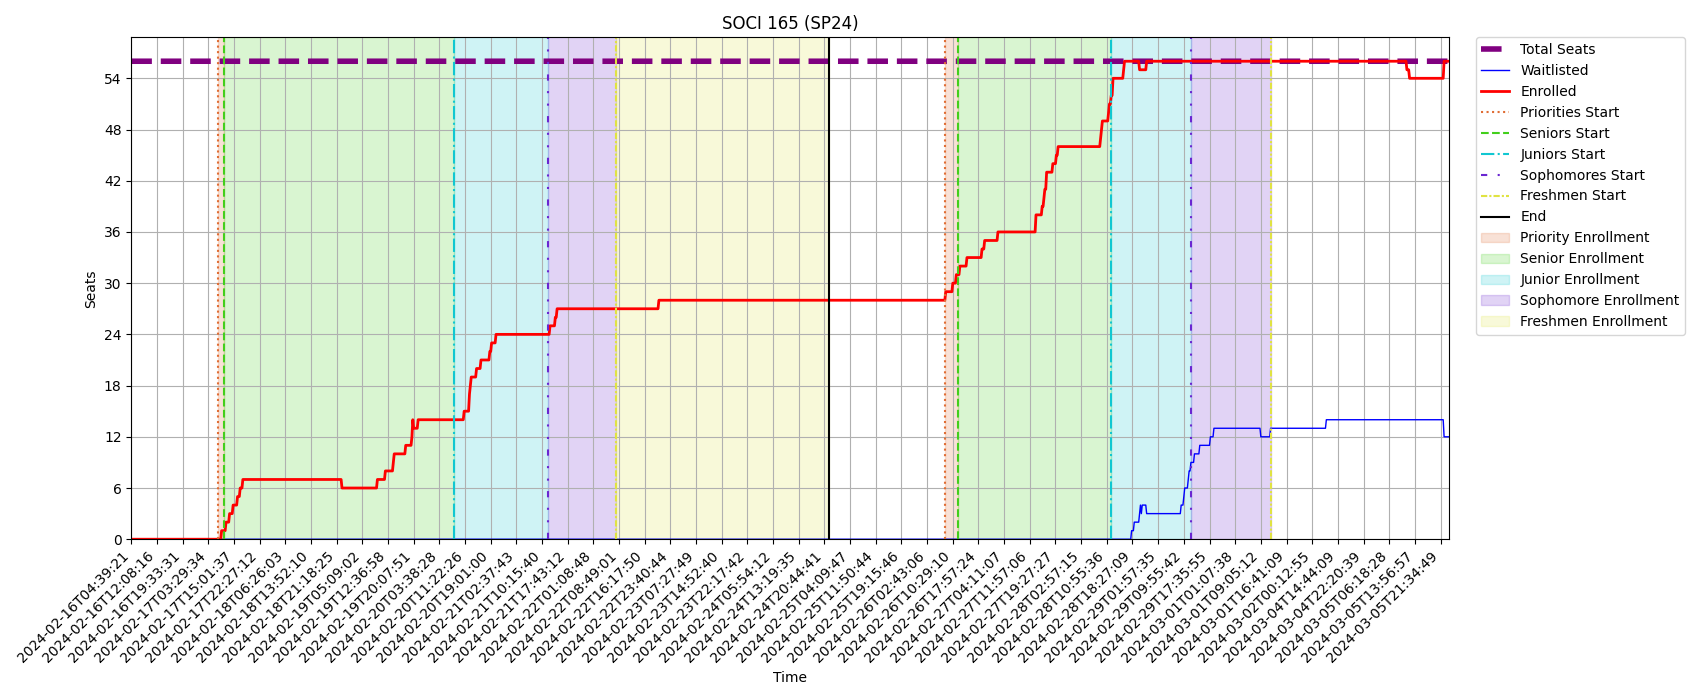 SOCI 165 (SP24)
Seats
54
48
42
36
30
24
18
12
6
0
2024-02-16T04:39:21
2024-02-16T12:08:16
2024-02-16T19:33:31
2024-02-17T03:29:34
2024-02-17T15:01:37
2024-02-17T22:27:12
2024-02-18T06:26:03
2024-02-18T13:52:10
2024-02-18T21:18:25
2024-02-19T05:09:02
2024-02-19T12:36:58
2024-02-19T20:07:51
2024-02-20T03:38:28
2024-02-20T11:22:26
2024-02-20T19:01:00
2024-02-21T02:37:43
2024-02-21T10:15:40
2024-02-21T17:43:12
2024-02-22T01:08:48
2024-02-22T08:49:01
2024-02-22T16:17:50
2024-02-22T23:40:44
2024-02-23T07:27:49
2024-02-23T14:52:40
2024-02-23T22:17:42
2024-02-24T05:54:12
2024-02-24T13:19:35
2024-02-24T20:44:41
2024-02-25T04:09:47
2024-02-25T11:50:44
2024-02-25T19:15:46
2024-02-26T02:43:06
2024-02-26T10:29:10
2024-02-26T17:57:24
2024-02-27T04:11:07
2024-02-27T11:57:06
2024-02-27T19:27:27
2024-02-28T02:57:15
2024-02-28T10:55:36
2024-02-28T18:27:09
2024-02-29T01:57:35
2024-02-29T09:55:42
2024-02-29T17:35:55
2024-03-01T01:07:38
2024-03-01T09:05:12
2024-03-01T16:41:09
2024-03-02T00:12:55
2024-03-04T14:44:09
2024-03-04T22:20:39
2024-03-05T06:18:28
2024-03-05T13:56:57
2024-03-05T21:34:49
Time
Total Seats
Waitlisted
Enrolled
Priorities Start
Seniors Start
Juniors Start
Sophomores Start
Freshmen Start
End
Priority Enrollment
Senior Enrollment
Junior Enrollment
Sophomore Enrollment
Freshmen Enrollment